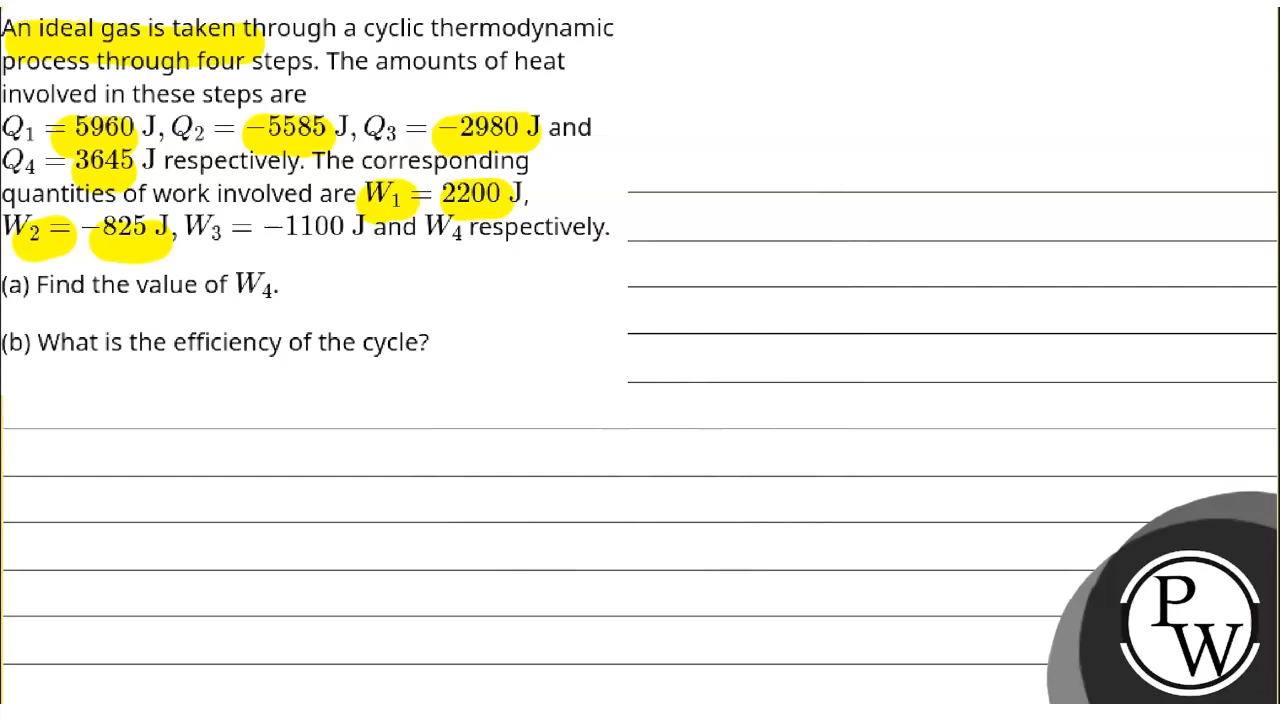 An ideal gas is taken through a cyclic thermodynamic
process through four steps. The amounts of heat
involved in these steps are
Q₁ = 5960 J, Q₂ = −5585 J, Q₃ = −2980 J and
Q₄ = 3645 J respectively. The corresponding
quantities of work involved are W₁ = 2200 J,
W₂ = −825 J, W₃ = −1100 J and W₄ respectively.
(a) Find the value of W₄.
(b) What is the efficiency of the cycle?
P
W